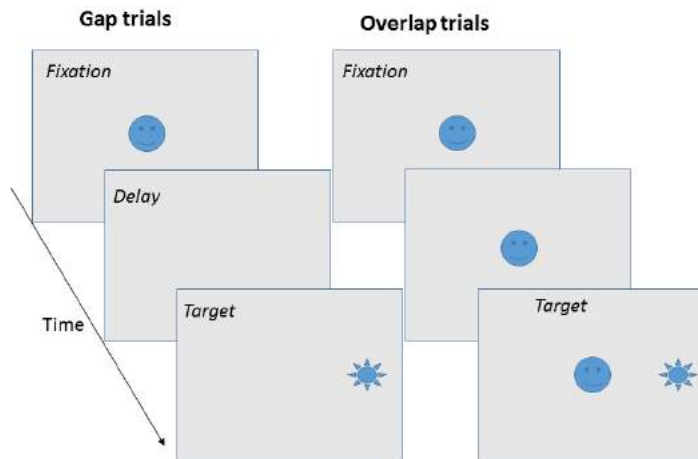 Gap trials
Overlap trials
Fixation
Fixation
Delay
Target
Target
Time